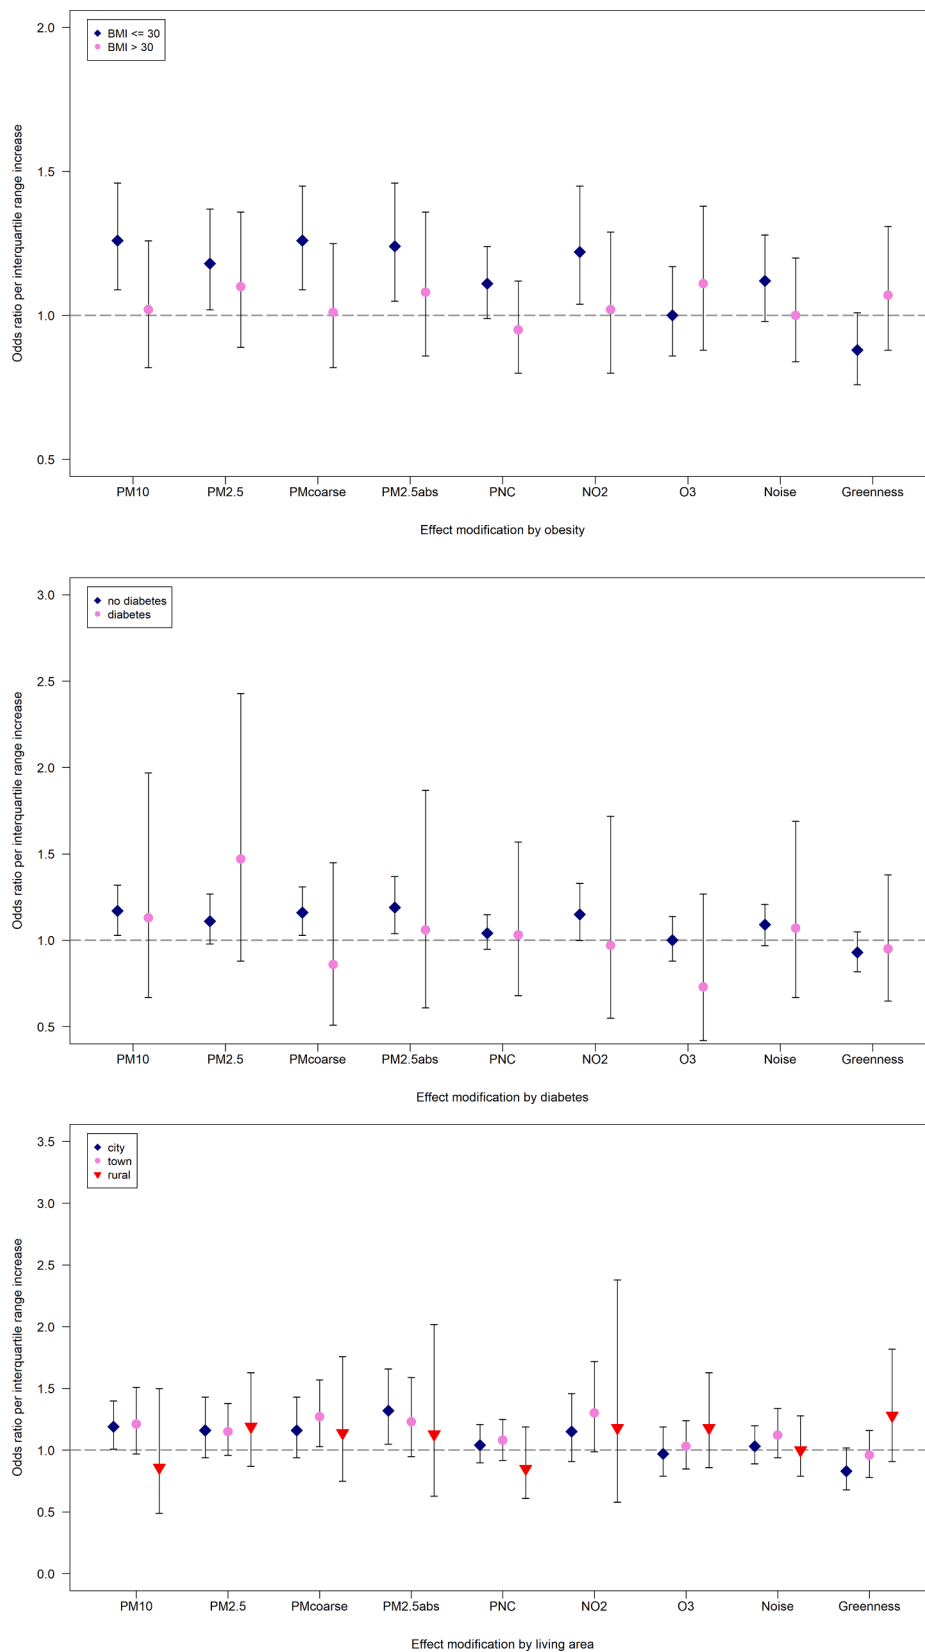 BMI <= 30
BMI > 30
Odds ratio per interquartile range increase
2.0
1.5
1.0
0.5
PM10 PM2.5 PMcoarse PM2.5abs PNC NO2 O3 Noise Greenness
Effect modification by obesity
no diabetes
diabetes
Odds ratio per interquartile range increase
3.0
2.5
2.0
1.5
1.0
0.5
PM10 PM2.5 PMcoarse PM2.5abs PNC NO2 O3 Noise Greenness
Effect modification by diabetes
city
town
rural
Odds ratio per interquartile range increase
3.5
3.0
2.5
2.0
1.5
1.0
0.5
0.0
PM10 PM2.5 PMcoarse PM2.5abs PNC NO2 O3 Noise Greenness
Effect modification by living area